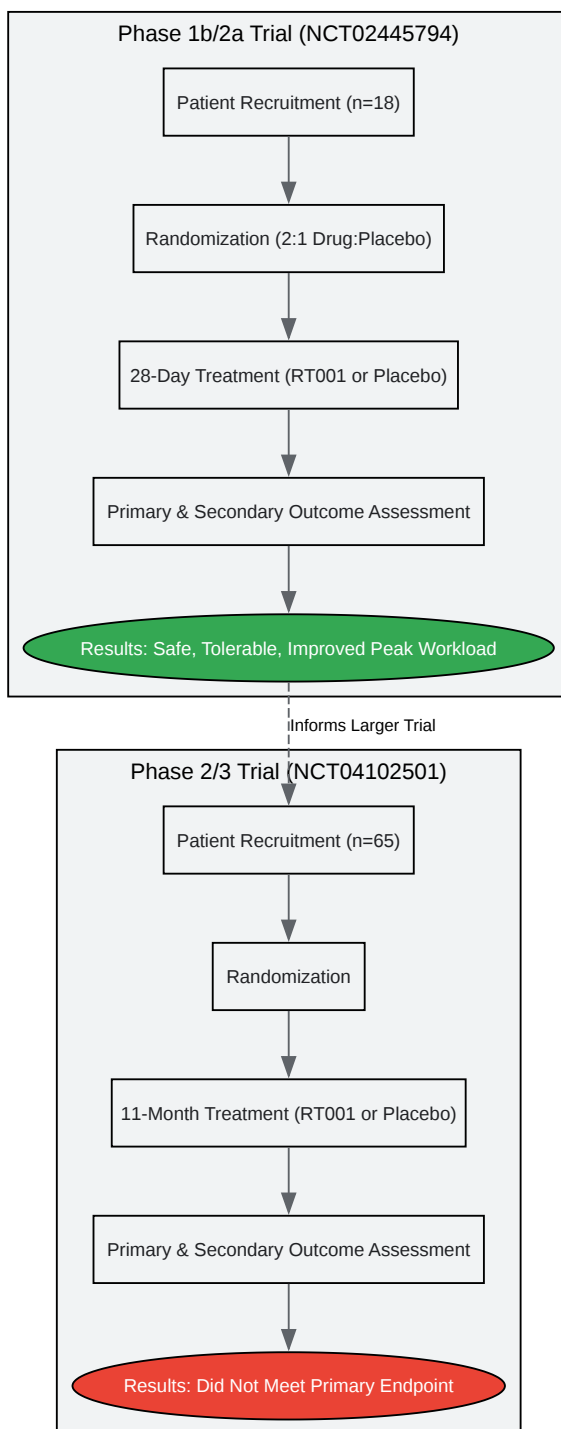 Phase 1b/2a Trial (NCT02445794)
Patient Recruitment (n=18)
Randomization (2:1 Drug:Placebo)
28-Day Treatment (RT001 or Placebo)
Primary & Secondary Outcome Assessment
Results: Safe, Tolerable, Improved Peak Workload
Informs Larger Trial
Phase 2/3 Trial (NCT04102501)
Patient Recruitment (n=65)
Randomization
11-Month Treatment (RT001 or Placebo)
Primary & Secondary Outcome Assessment
Results: Did Not Meet Primary Endpoint